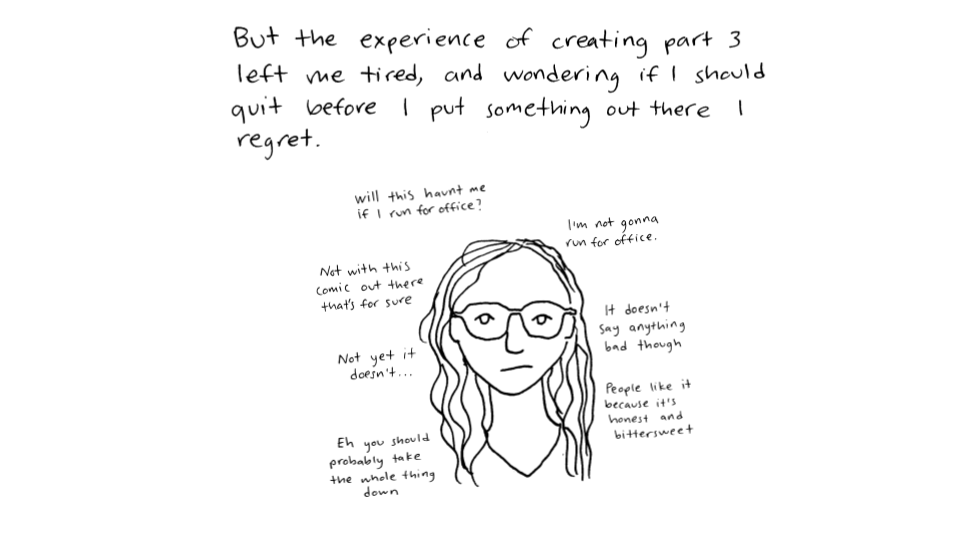 But the experience of creating part 3
left me tired, and wondering if I should
quit before I put something out there I
regret.
Will this haunt me
if I run for office?
I'm not gonna
run for office.
Not with this
comic out there
that's for sure
It doesn't
say anything
bad though
Not yet it
doesn't...
People like it
because it's
honest and
bittersweet
Eh you should
probably take
the whole thing
down